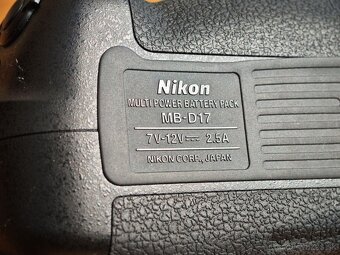 Nikon
MULTI POWER BATTERY PACK
MB-D17
7V-12V⎓ 2.5A
NIKON CORP., JAPAN